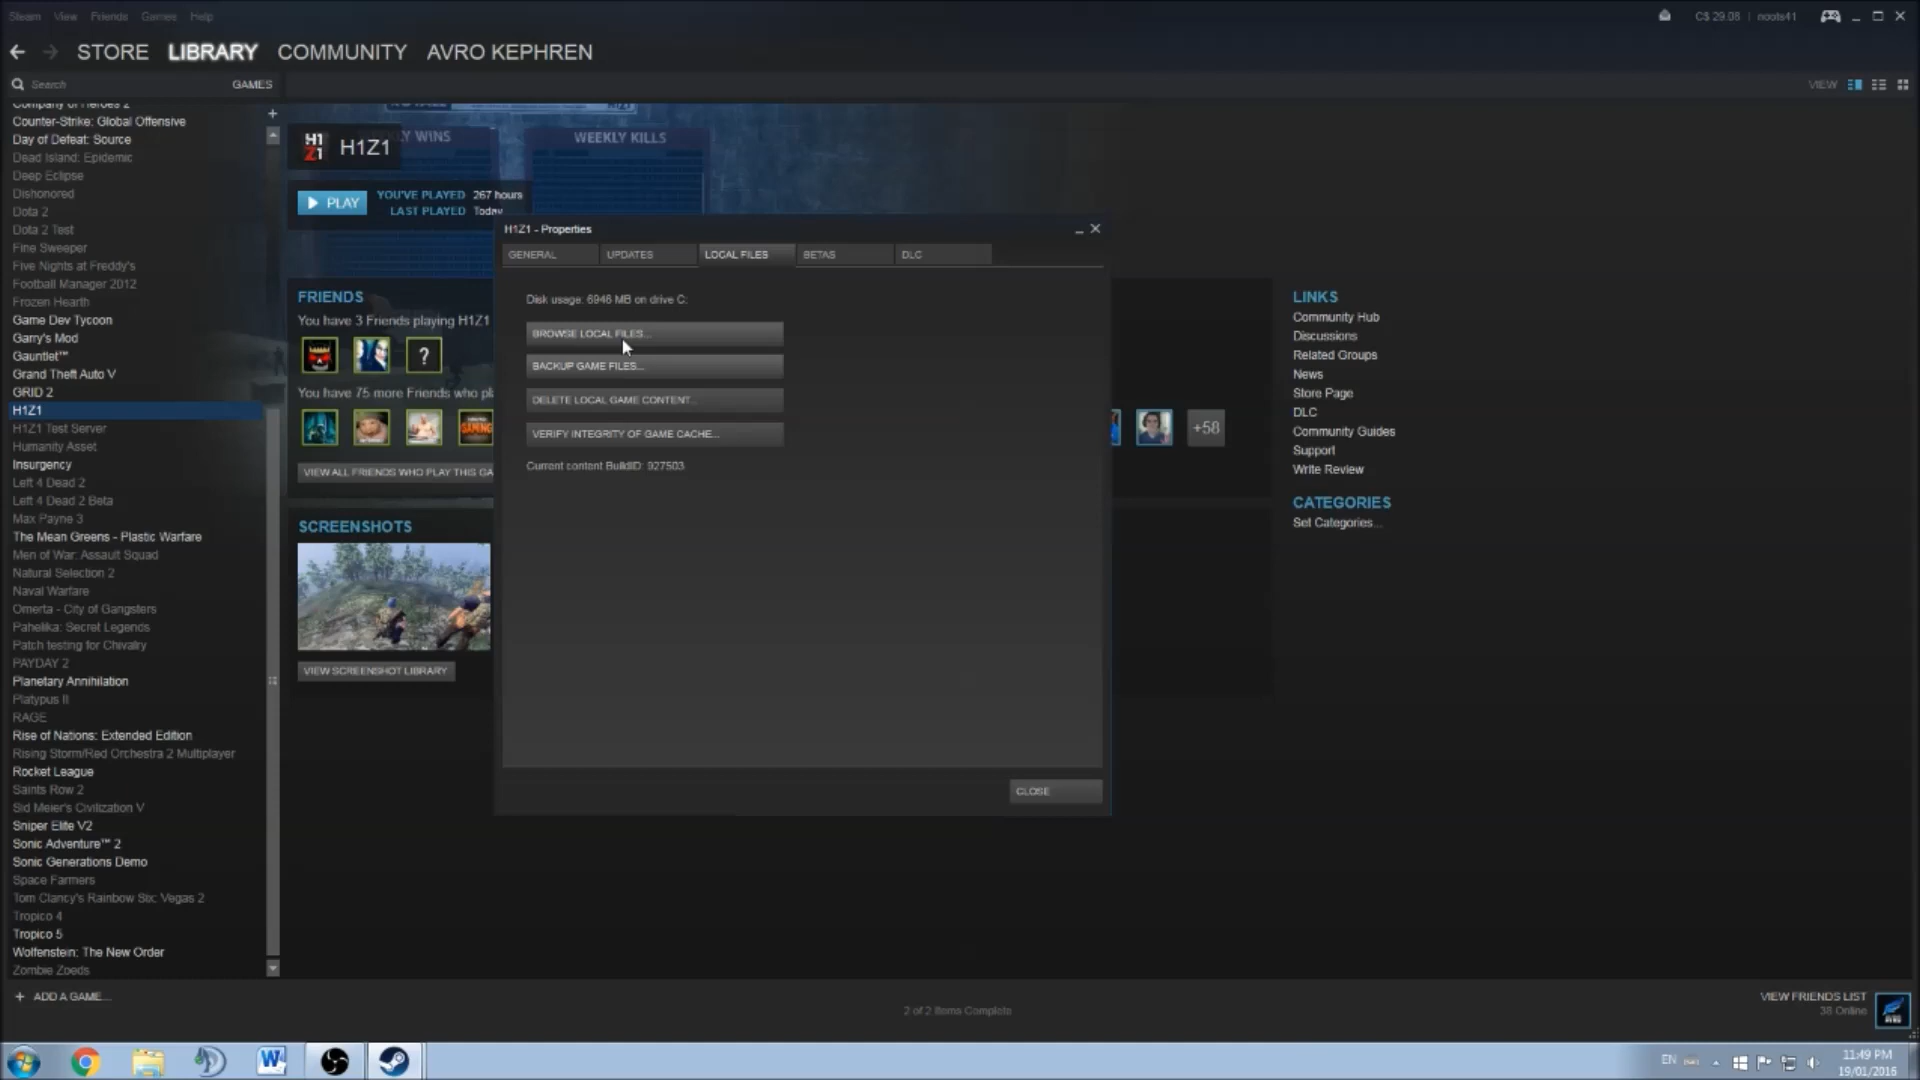 Steam View Friends Games Help
C$ 29.08 | noots41
STORE LIBRARY COMMUNITY AVRO KEPHREN
Search GAMES
VIEW
Company of Heroes 2
Counter-Strike: Global Offensive
Day of Defeat: Source
Dead Island: Epidemic
Deep Eclipse
Dishonored
Dota 2
Dota 2 Test
Fine Sweeper
Five Nights at Freddy's
Football Manager 2012
Frozen Hearth
Game Dev Tycoon
Garry's Mod
Gauntlet™
Grand Theft Auto V
GRID 2
H1Z1
H1Z1 Test Server
Humanity Asset
Insurgency
Left 4 Dead 2
Left 4 Dead 2 Beta
Max Payne 3
The Mean Greens - Plastic Warfare
Men of War: Assault Squad
Natural Selection 2
Naval Warfare
Omerta - City of Gangsters
Pahelika: Secret Legends
Patch testing for Chivalry
PAYDAY 2
Planetary Annihilation
Platypus II
RAGE
Rise of Nations: Extended Edition
Rising Storm/Red Orchestra 2 Multiplayer
Rocket League
Saints Row 2
Sid Meier's Civilization V
Sniper Elite V2
Sonic Adventure™ 2
Sonic Generations Demo
Space Farmers
Tom Clancy's Rainbow Six: Vegas 2
Tropico 4
Tropico 5
Wolfenstein: The New Order
Zombie Zoeds
+ ADD A GAME...
H1Z1
H1Z1
LY WINS
WEEKLY KILLS
PLAY
YOU'VE PLAYED 267 hours
LAST PLAYED Today
FRIENDS
You have 3 Friends playing H1Z1
?
You have 75 more Friends who pl
GAMING
+58
VIEW ALL FRIENDS WHO PLAY THIS GA
SCREENSHOTS
VIEW SCREENSHOT LIBRARY
H1Z1 - Properties
GENERAL UPDATES LOCAL FILES BETAS DLC
Disk usage: 6946 MB on drive C:
BROWSE LOCAL FILES...
BACKUP GAME FILES...
DELETE LOCAL GAME CONTENT...
VERIFY INTEGRITY OF GAME CACHE...
Current content BuildID: 927503
CLOSE
LINKS
Community Hub
Discussions
Related Groups
News
Store Page
DLC
Community Guides
Support
Write Review
CATEGORIES
Set Categories...
2 of 2 Items Complete
VIEW FRIENDS LIST
38 Online
EN
11:49 PM
19/01/2016